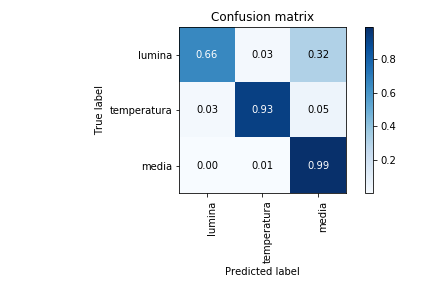 Confusion matrix
True label
lumina
0.66 0.03 0.32
temperatura
0.03 0.93 0.05
media
0.00 0.01 0.99
lumina
temperatura
media
Predicted label
0.8
0.6
0.4
0.2